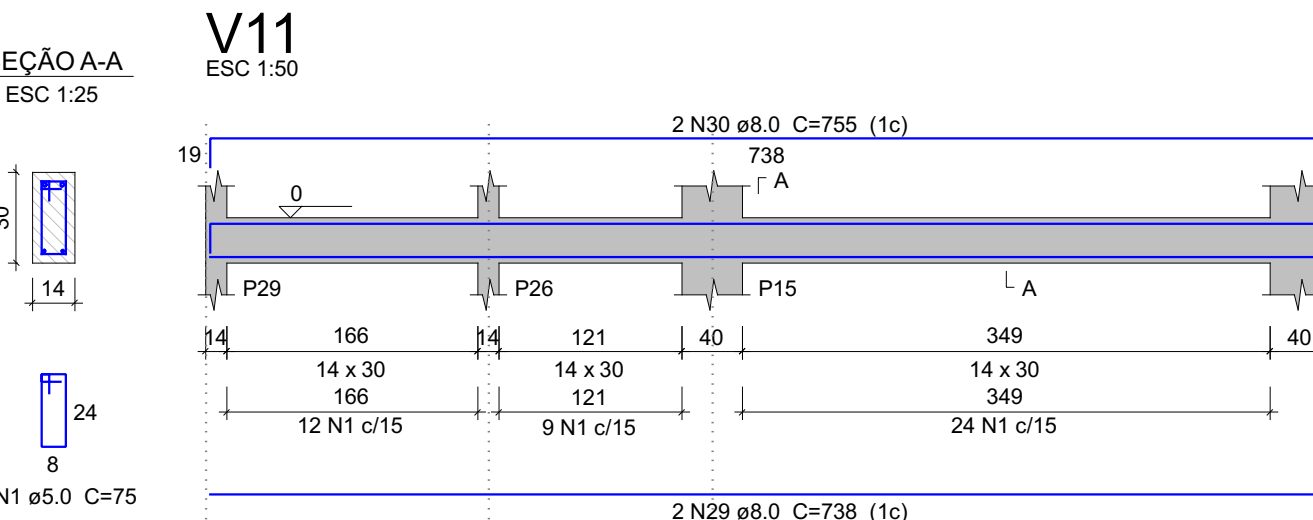 V11
ESC 1:50
EÇÃO A-A
ESC 1:25
2 N30 ø8.0 C=755 (1c)
19
738
A
0
30
14
P29
P26
P15
A
14
166
14
121
40
349
40
14 x 30
14 x 30
14 x 30
166
121
349
12 N1 c/15
9 N1 c/15
24 N1 c/15
24
8
N1 ø5.0 C=75
2 N29 ø8.0 C=738 (1c)